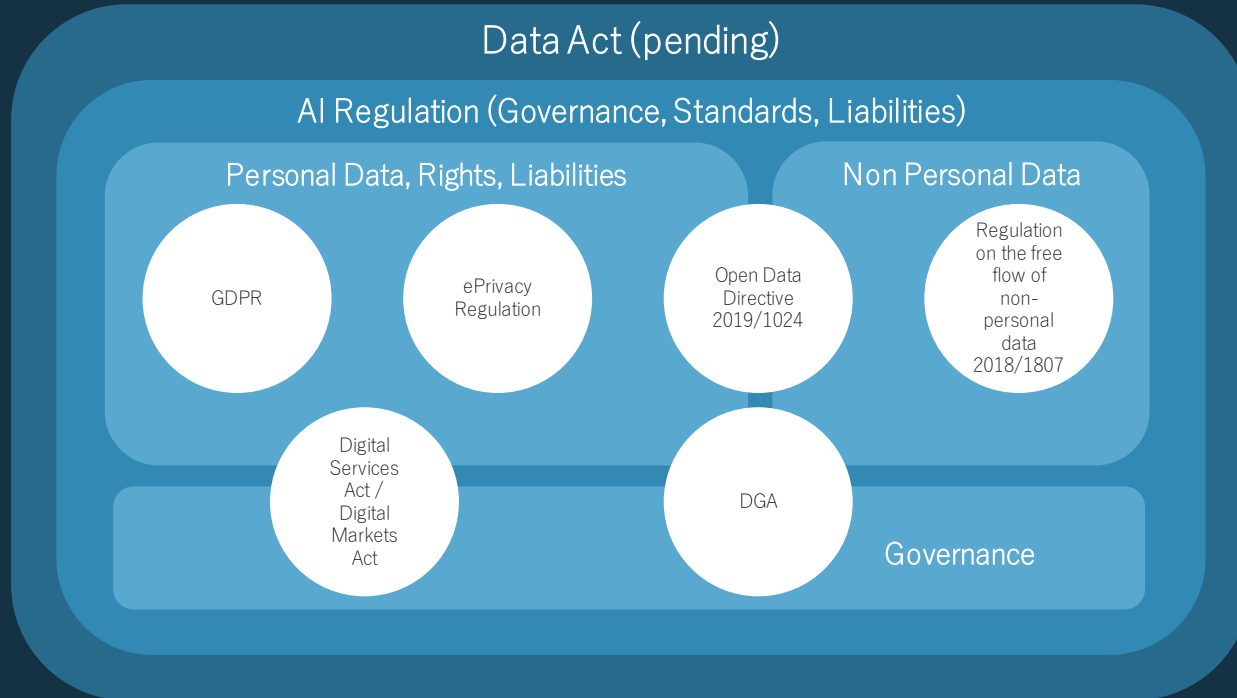 Data Act (pending)
AI Regulation (Governance, Standards, Liabilities)
Personal Data, Rights, Liabilities
Non Personal Data
GDPR
ePrivacy
Regulation
Open Data
Directive
2019/1024
Regulation
on the free
flow of
non-
personal
data
2018/1807
Digital
Services
Act /
Digital
Markets
Act
DGA
Governance